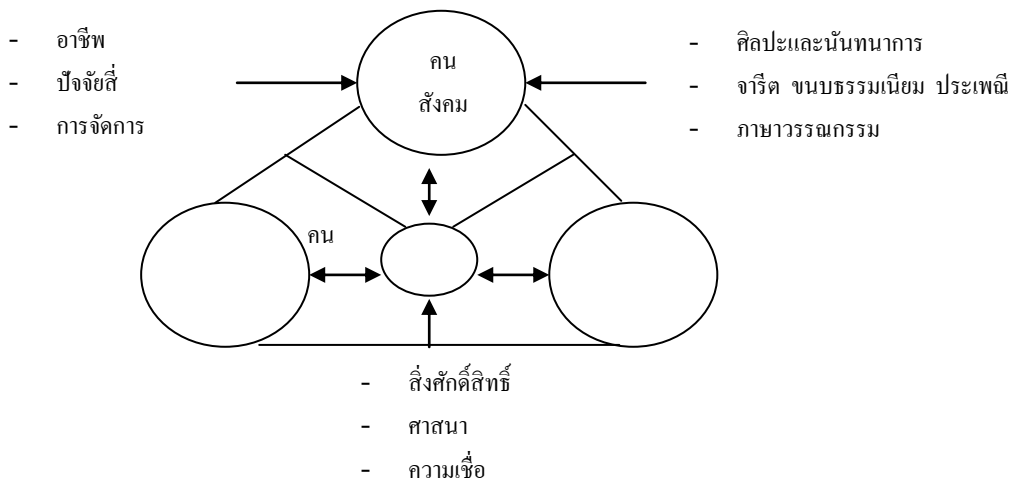 - อาชีพ
- ปัจจัยสี่
- การจัดการ
คน
สังคม
- ศิลปะและนันทนาการ
- จารีต ขนบธรรมเนียม ประเพณี
- ภาษาวรรณกรรม
คน
- สิ่งศักดิ์สิทธิ์
- ศาสนา
- ความเชื่อ